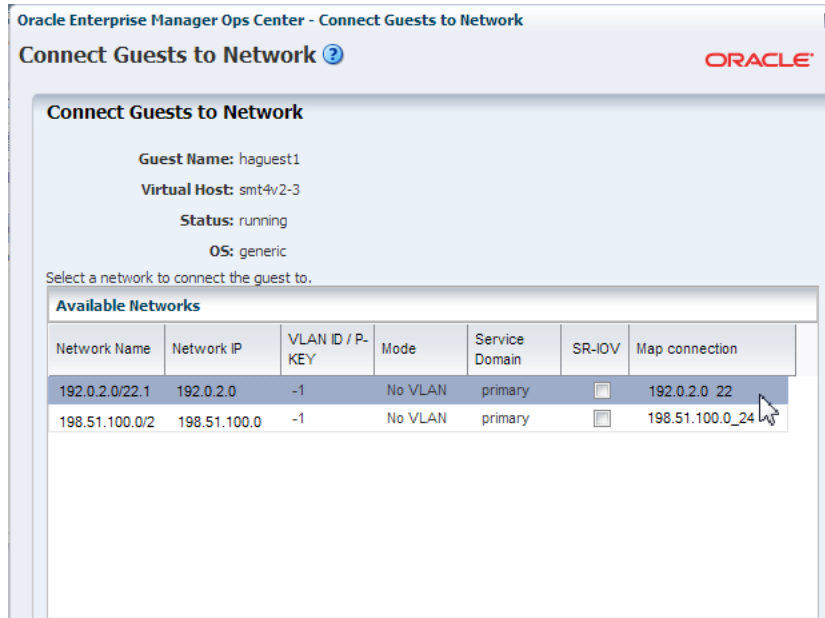 Oracle Enterprise Manager Ops Center - Connect Guests to Network
Connect Guests to Network ?
ORACLE
Connect Guests to Network
Guest Name: haguest1
Virtual Host: smt4v2-3
Status: running
OS: generic
Select a network to connect the guest to.
Available Networks
Network Name Network IP VLAN ID / P-KEY Mode Service Domain SR-IOV Map connection
192.0.2.0/22.1 192.0.2.0 -1 No VLAN primary 192.0.2.0 22
198.51.100.0/2 198.51.100.0 -1 No VLAN primary 198.51.100.0_24